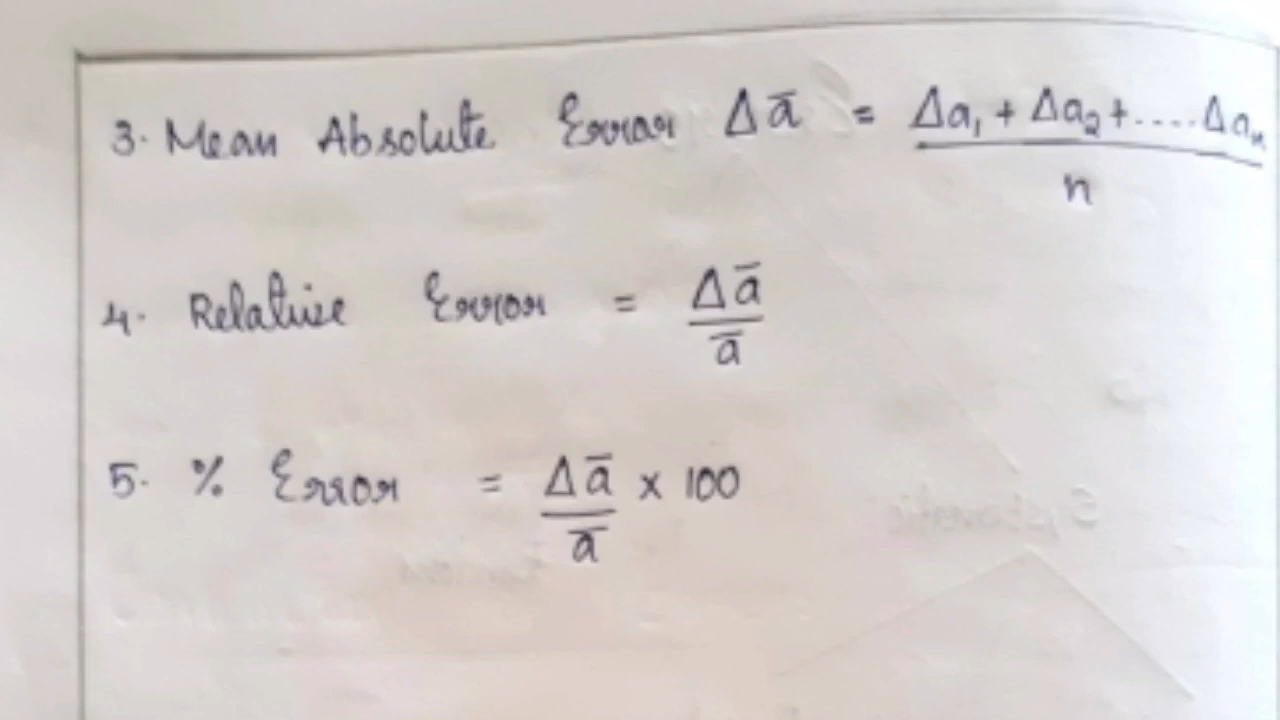 3. Mean Absolute Error Δā = Δa₁ + Δa₂ + .... Δaₙ / n
4. Relative Error = Δā / ā
5. % Error = Δā / ā x 100